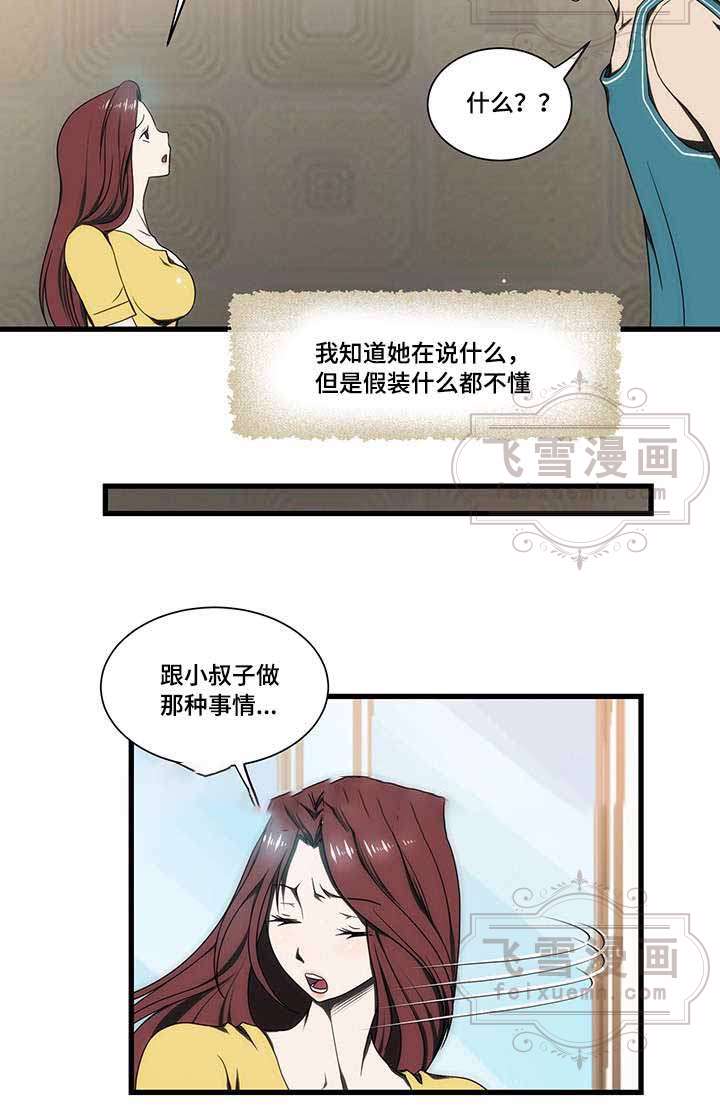 什么？？
我知道她在说什么，
但是假装什么都不懂
飞雪漫画
feixuemh.com
跟小叔子做
那种事情...
飞雪漫画
feixuemh.com